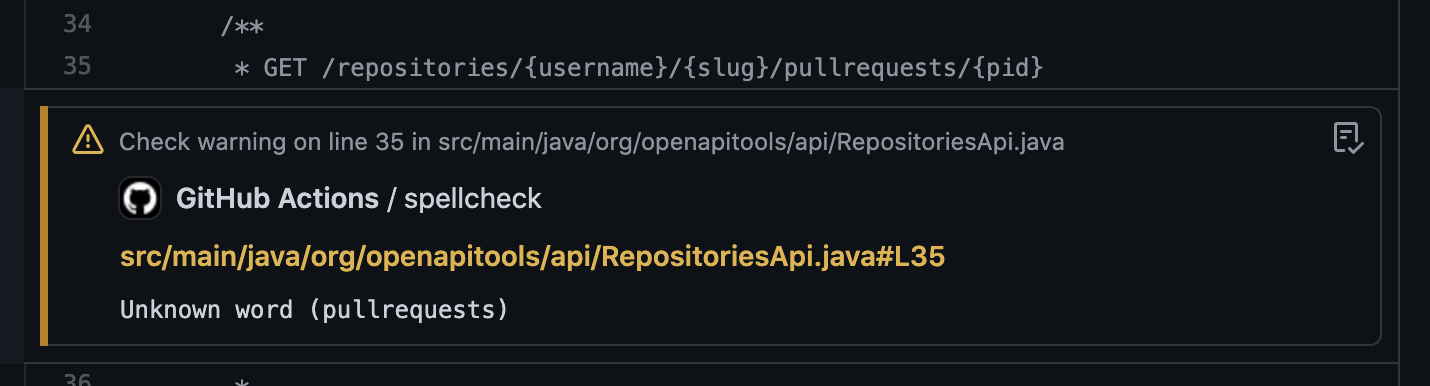 34 /**
35 * GET /repositories/{username}/{slug}/pullrequests/{pid}
Check warning on line 35 in src/main/java/org/openapitools/api/RepositoriesApi.java
GitHub Actions / spellcheck
src/main/java/org/openapitools/api/RepositoriesApi.java#L35
Unknown word (pullrequests)
36 *